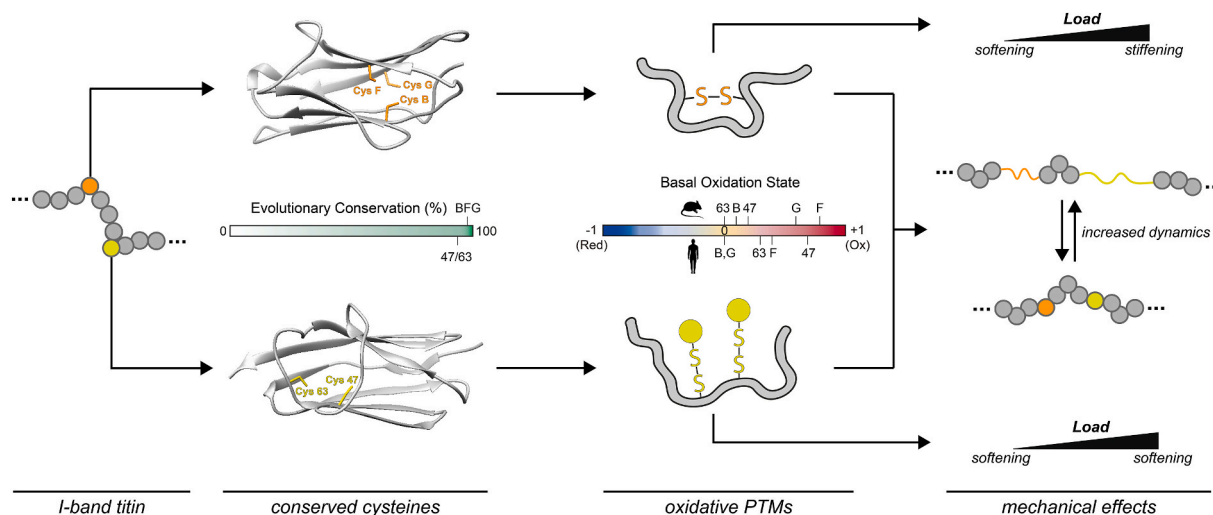 Load
softening
stiffening
Cys F
Cys G
Cys B
S S
...
...
Evolutionary Conservation (%)
BFG
0
100
47/63
Basal Oxidation State
63 B 47
G
F
-1
(Red)
0
+1
(Ox)
B,G
63 F
47
...
...
increased dynamics
...
...
Cys 63
Cys 47
S
S
S
S
Load
softening
softening
I-band titin
conserved cysteines
oxidative PTMs
mechanical effects